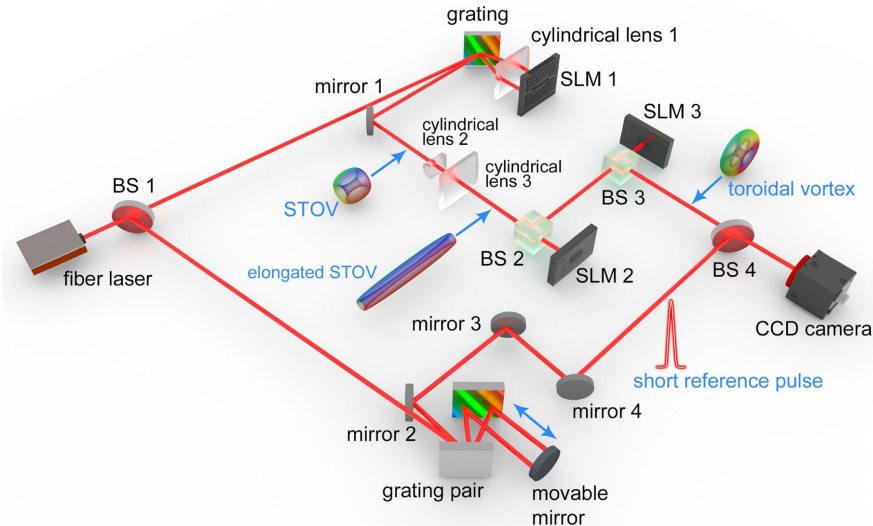 grating
cylindrical lens 1
SLM 1
mirror 1
SLM 3
cylindrical
lens 2
cylindrical
lens 3
BS 1
STOV
BS 3
toroidal vortex
fiber laser
elongated STOV
BS 2
SLM 2
BS 4
CCD camera
mirror 3
short reference pulse
mirror 4
mirror 2
grating pair
movable
mirror